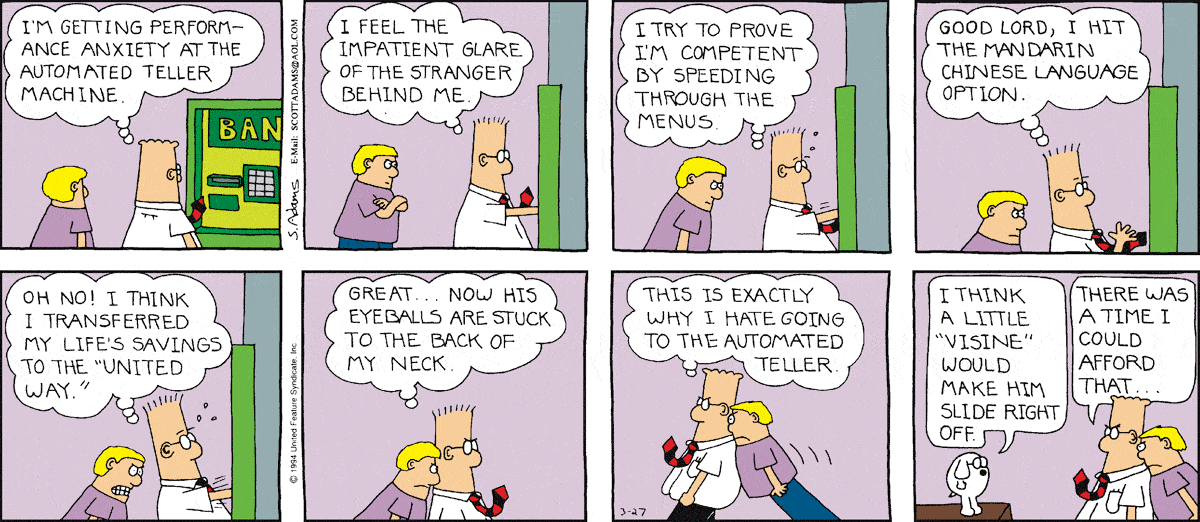 I'M GETTING PERFORM-
ANCE ANXIETY AT THE
AUTOMATED TELLER
MACHINE.
BAN
S. Adams E-Mail: SCOTTADAMS@AOL.COM
I FEEL THE
IMPATIENT GLARE
OF THE STRANGER
BEHIND ME.
I TRY TO PROVE
I'M COMPETENT
BY SPEEDING
THROUGH THE
MENUS.
GOOD LORD, I HIT
THE MANDARIN
CHINESE LANGUAGE
OPTION.
OH NO! I THINK
I TRANSFERRED
MY LIFE'S SAVINGS
TO THE "UNITED
WAY."
© 1994 United Feature Syndicate, Inc.
GREAT... NOW HIS
EYEBALLS ARE STUCK
TO THE BACK OF
MY NECK.
THIS IS EXACTLY
WHY I HATE GOING
TO THE AUTOMATED
TELLER.
3-27
I THINK
A LITTLE
"VISINE"
WOULD
MAKE HIM
SLIDE RIGHT
OFF.
THERE WAS
A TIME I
COULD
AFFORD
THAT...